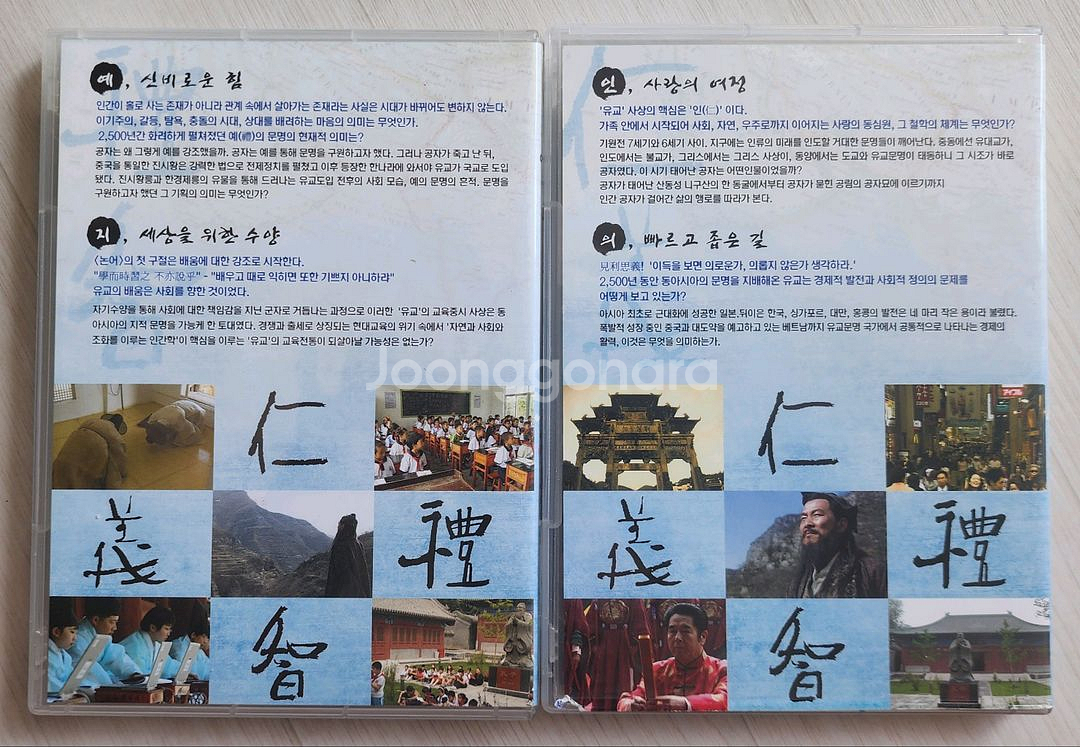 예, 신비로운 힘
인간이 홀로 사는 존재가 아니라 관계 속에서 살아가는 존재라는 사실은 시대가 바뀌어도 변하지 않는다.
이기주의, 갈등, 탐욕, 충돌의 시대, 상대를 배려하는 마음의 의미는 무엇인가.
2,500년간 화려하게 펼쳐졌던 예(禮)의 문명의 현재적 의미는?
공자는 왜 그렇게 예를 강조했을까. 공자는 예를 통해 문명을 구원하고자 했다. 그러나 공자가 죽고 난 뒤,
중국을 통일한 진시황은 강력한 법으로 전제정치를 펼쳤고 이후 등장한 한나라에 와서야 유교가 국교로 도입
됐다. 진시황릉과 한경제릉의 유물을 통해 드러나는 유교도입 전후의 사회 모습, 예의 문명의 흔적. 문명을
구원하고자 했던 그 기획의 의미는 무엇인가?
지, 세상을 위한 수양
〈논어〉의 첫 구절은 배움에 대한 강조로 시작한다.
"學而時習之 不亦說乎" - "배우고 때로 익히면 또한 기쁘지 아니하랴"
유교의 배움은 사회를 향한 것이었다.
자기수양을 통해 사회에 대한 책임감을 지닌 군자로 거듭나는 과정으로 이러한 '유교'의 교육중시 사상은 동
아시아의 지적 문명을 가능케 한 토대였다. 경쟁과 출세로 상징되는 현대교육의 위기 속에서 '자연과 사회와
조화를 이루는 인간학'이 핵심을 이루는 '유교'의 교육전통이 되살아날 가능성은 없는가?
仁
義
禮
智
인, 사랑의 여정
'유교' 사상의 핵심은 '인((仁)' 이다.
가족 안에서 시작되어 사회, 자연, 우주로까지 이어지는 사랑의 동심원, 그 철학의 체계는 무엇인가?
기원전 7세기와 6세기 사이. 지구에는 인류의 미래를 인도할 거대한 문명들이 깨어난다. 중동에선 유대교가,
인도에서는 불교가, 그리스에서는 그리스 사상이, 동양에서는 도교와 유교문명이 태동하니 그 시조가 바로
공자였다. 이 시기 태어난 공자는 어떤인물이었을까?
공자가 태어난 산동성 니구산의 한 동굴에서부터 공자가 묻힌 공림의 공자묘에 이르기까지
인간 공자가 걸어간 삶의 행로를 따라가 본다.
의, 빠르고 좁은 길
見利思義! '이득을 보면 의로운가, 의롭지 않은가 생각하라.'
2,500년 동안 동아시아의 문명을 지배해온 유교는 경제적 발전과 사회적 정의의 문제를
어떻게 보고 있는가?
아시아 최초로 근대화에 성공한 일본.뒤이은 한국, 싱가포르, 대만, 홍콩의 발전은 네 마리 작은 용이라 불렸다.
폭발적 성장 중인 중국과 대도약을 예고하고 있는 베트남까지 유교문명 국가에서 공통적으로 나타나는 경제의
활력, 이것은 무엇을 의미하는가.
仁
義
禮
智
Joonggonara